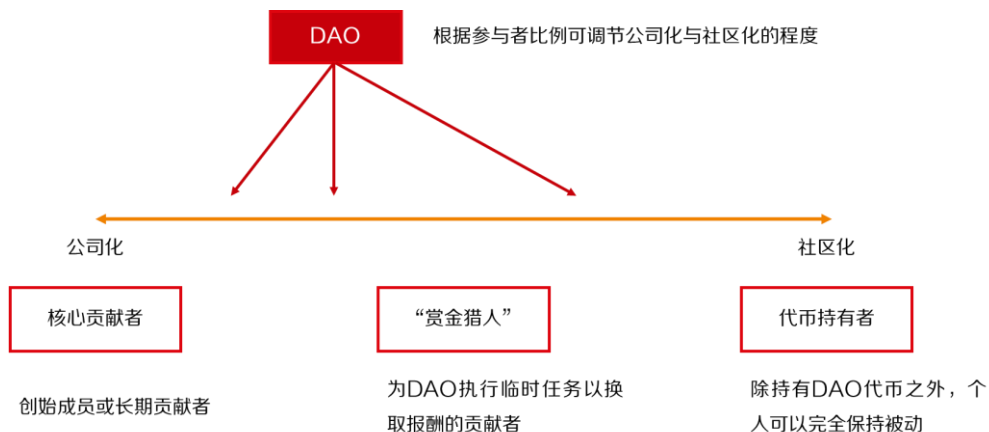 DAO
根据参与者比例可调节公司化与社区化的程度
公司化
社区化
核心贡献者
“赏金猎人”
代币持有者
创始成员或长期贡献者
为DAO执行临时任务以换
取报酬的贡献者
除持有DAO代币之外，个
人可以完全保持被动